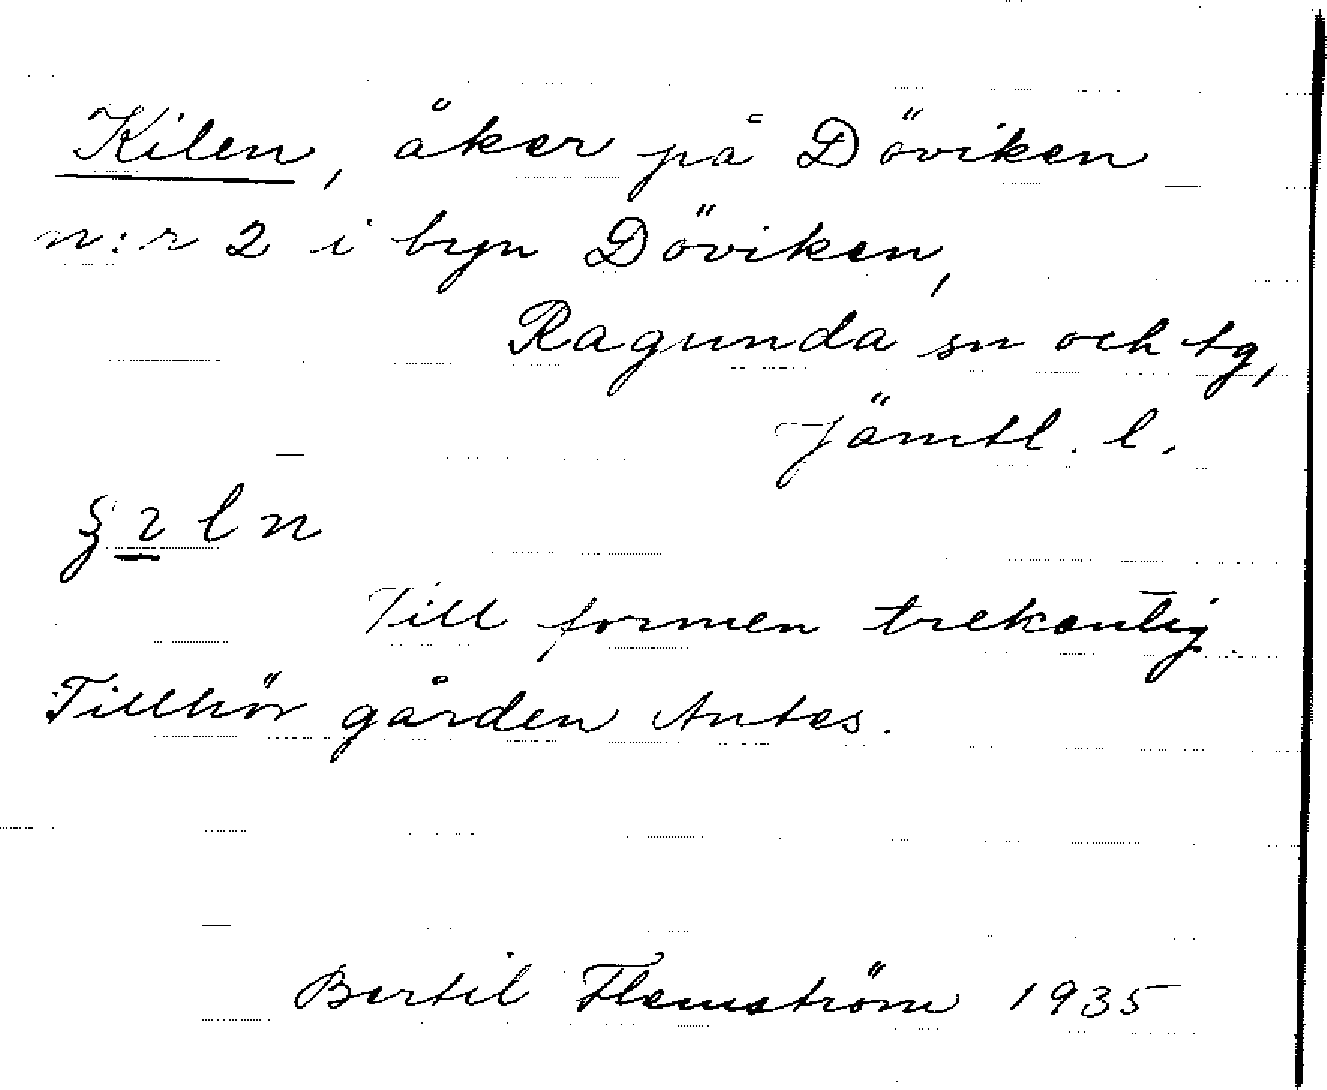 Kilen, åker på Döviken
n:r 2 i byn Döviken,
Ragunda sn och tg,
Jämtl. l.
Till formen trekantig.
Tillhör gården Antes.
Bertil Flemström 1935